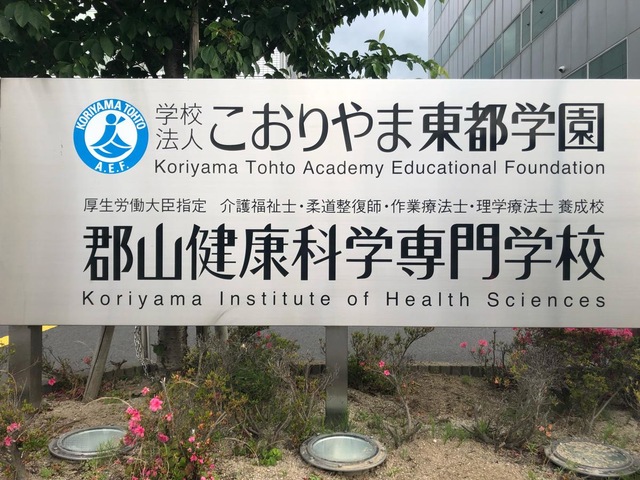 KORIYAMA TOHTO
A.E.F.
学校法人 こおりやま東都学園
Koriyama Tohto Academy Educational Foundation
厚生労働大臣指定 介護福祉士・柔道整復師・作業療法士・理学療法士 養成校
郡山健康科学専門学校
Koriyama Institute of Health Sciences